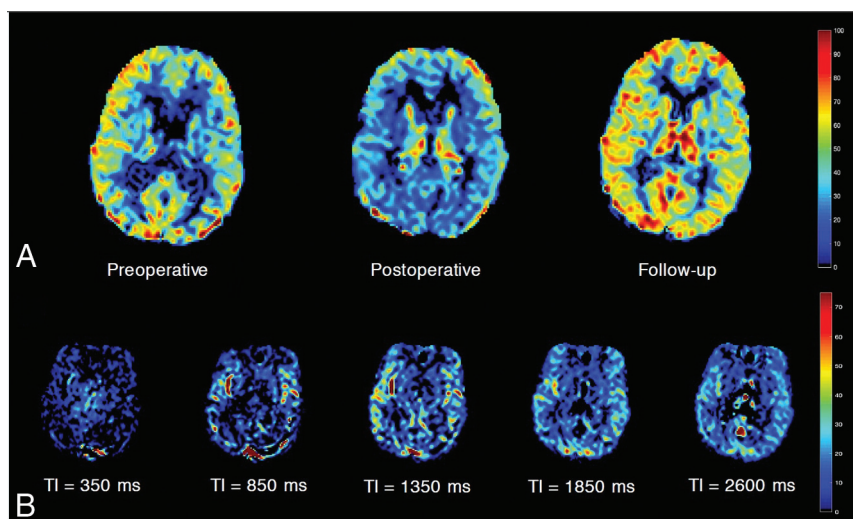 100
90
80
70
60
50
40
30
20
10
0
A
Preoperative
Postoperative
Follow-up
70
60
50
40
30
20
10
0
TI = 350 ms
TI = 850 ms
TI = 1350 ms
TI = 1850 ms
TI = 2600 ms
B